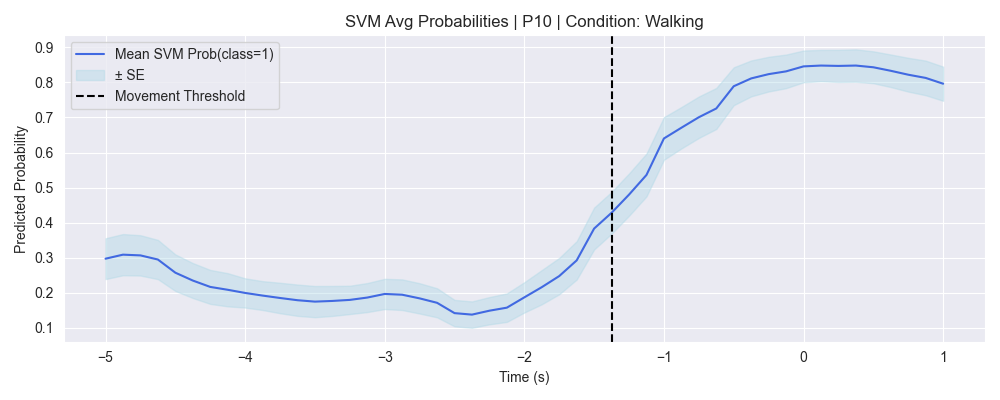 SVM Avg Probabilities | P10 | Condition: Walking
Mean SVM Prob(class=1)
± SE
Movement Threshold
Predicted Probability
0.9
0.8
0.7
0.6
0.5
0.4
0.3
0.2
0.1
−5 −4 −3 −2 −1 0 1
Time (s)